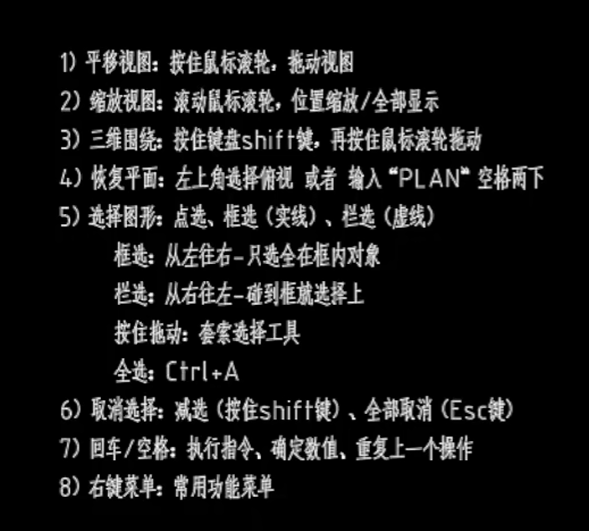 1) 平移视图: 按住鼠标滚轮, 拖动视图
2) 缩放视图: 滚动鼠标滚轮, 位置缩放/全部显示
3) 三维围绕: 按住键盘shift键, 再按住鼠标滚轮拖动
4) 恢复平面: 左上角选择俯视 或者 输入“PLAN“空格两下
5) 选择图形: 点选、框选 (实线) 、栏选 (虚线)
框选: 从左往右-只选全在框内对象
栏选: 从右往左-碰到框就选择上
按住拖动: 套索选择工具
全选: Ctrl+A
6) 取消选择: 减选 (按住shift键) 、全部取消 (Esc键)
7) 回车/空格: 执行指令、确定数值、重复上一个操作
8) 右键菜单: 常用功能菜单